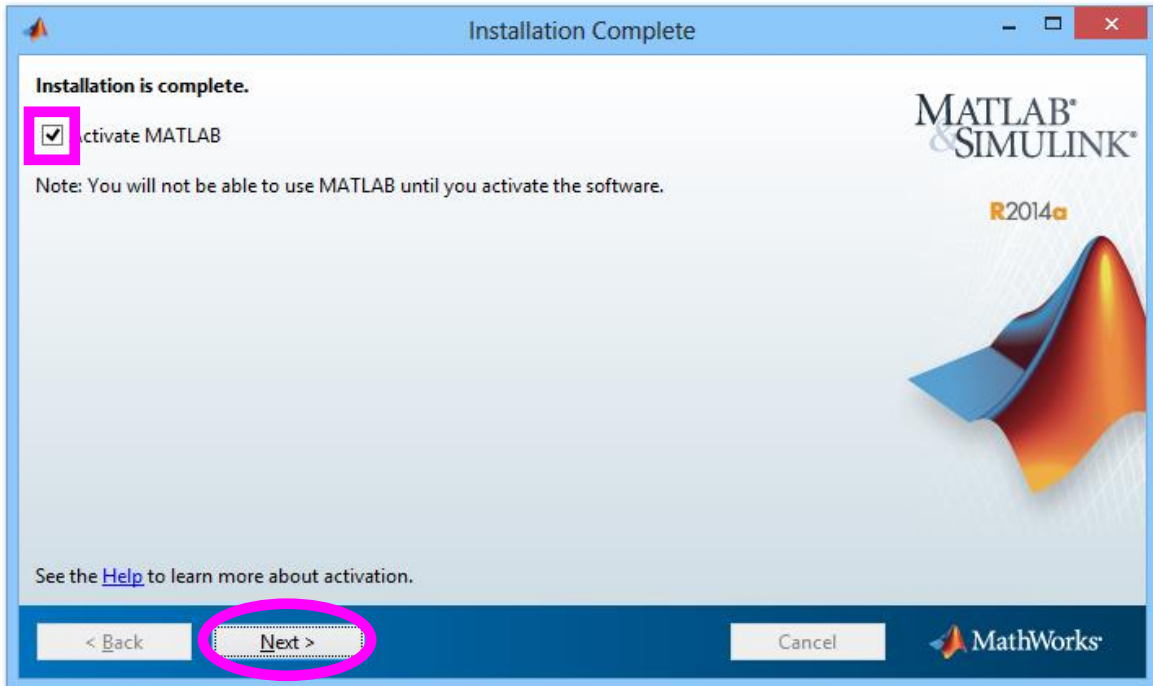 Installation Complete
Installation is complete.
ctivate MATLAB
Note: You will not be able to use MATLAB until you activate the software.
MATLAB®
&SIMULINK®
R2014a
See the Help to learn more about activation.
< Back
Next >
Cancel
MathWorks®